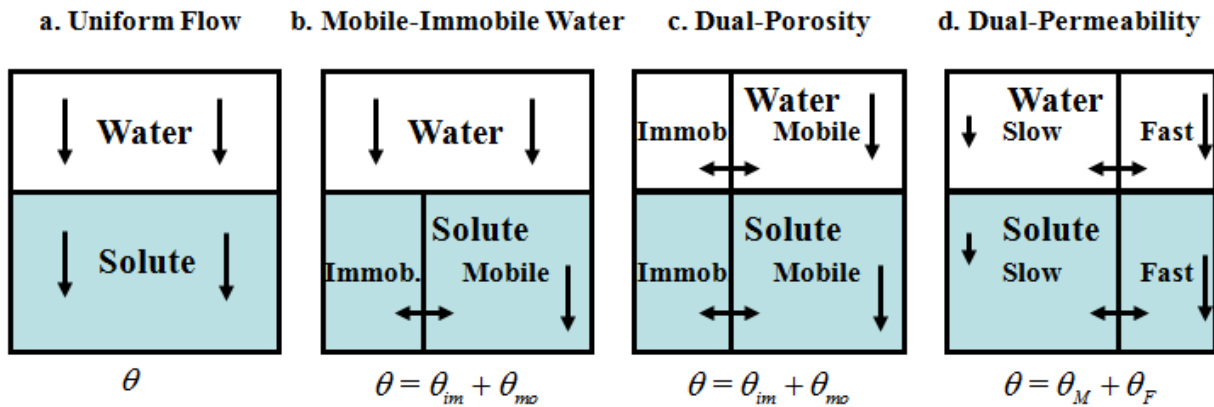 a. Uniform Flow
b. Mobile-Immobile Water
c. Dual-Porosity
d. Dual-Permeability
Water
Solute
θ
Water
Solute
Immob.
Mobile
θ = θim + θmo
Water
Immob.
Mobile
Solute
Immob.
Mobile
θ = θim + θmo
Water
Slow
Fast
Solute
Slow
Fast
θ = θM + θF